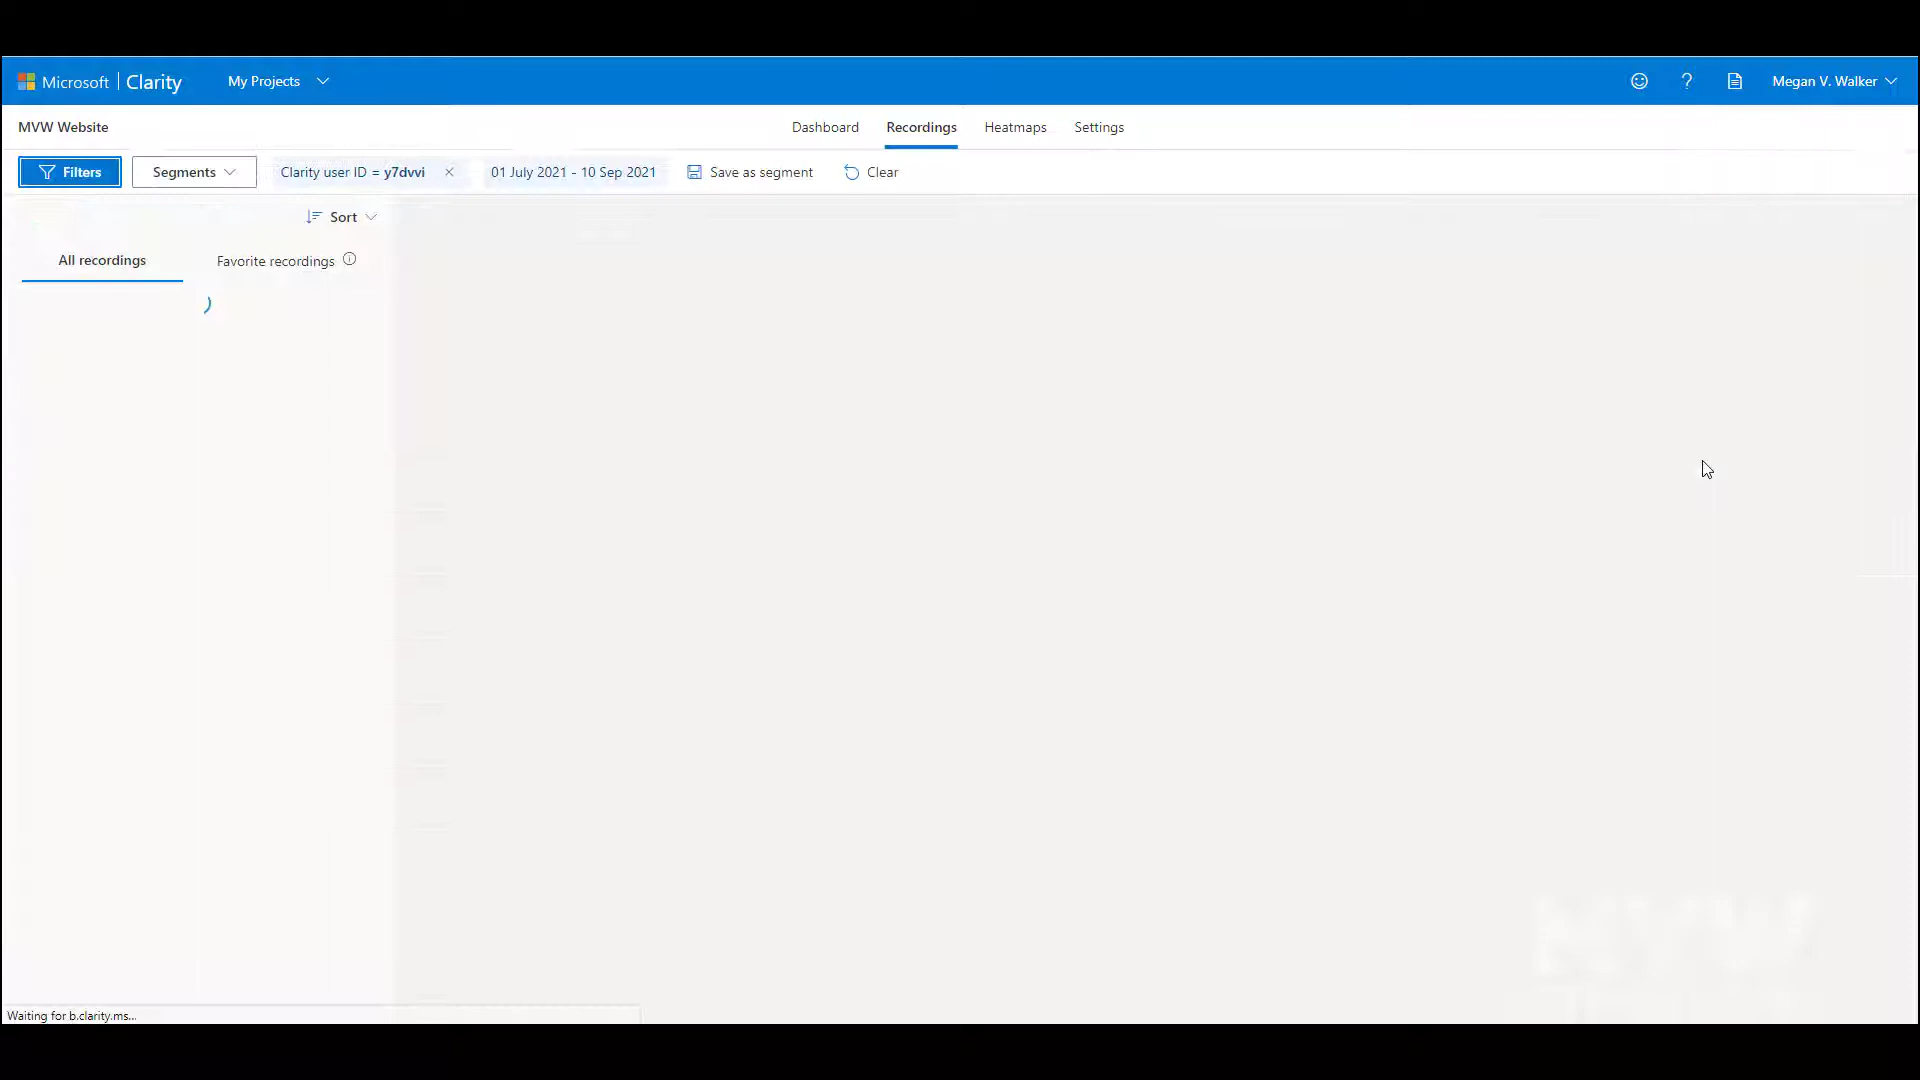 Microsoft | Clarity My Projects ? Megan V. Walker
MVW Website Dashboard Recordings Heatmaps Settings
Filters Segments Clarity user ID = y7dvvi 01 July 2021 - 10 Sep 2021 Save as segment Clear
Sort
All recordings Favorite recordings
Waiting for b.clarity.ms...